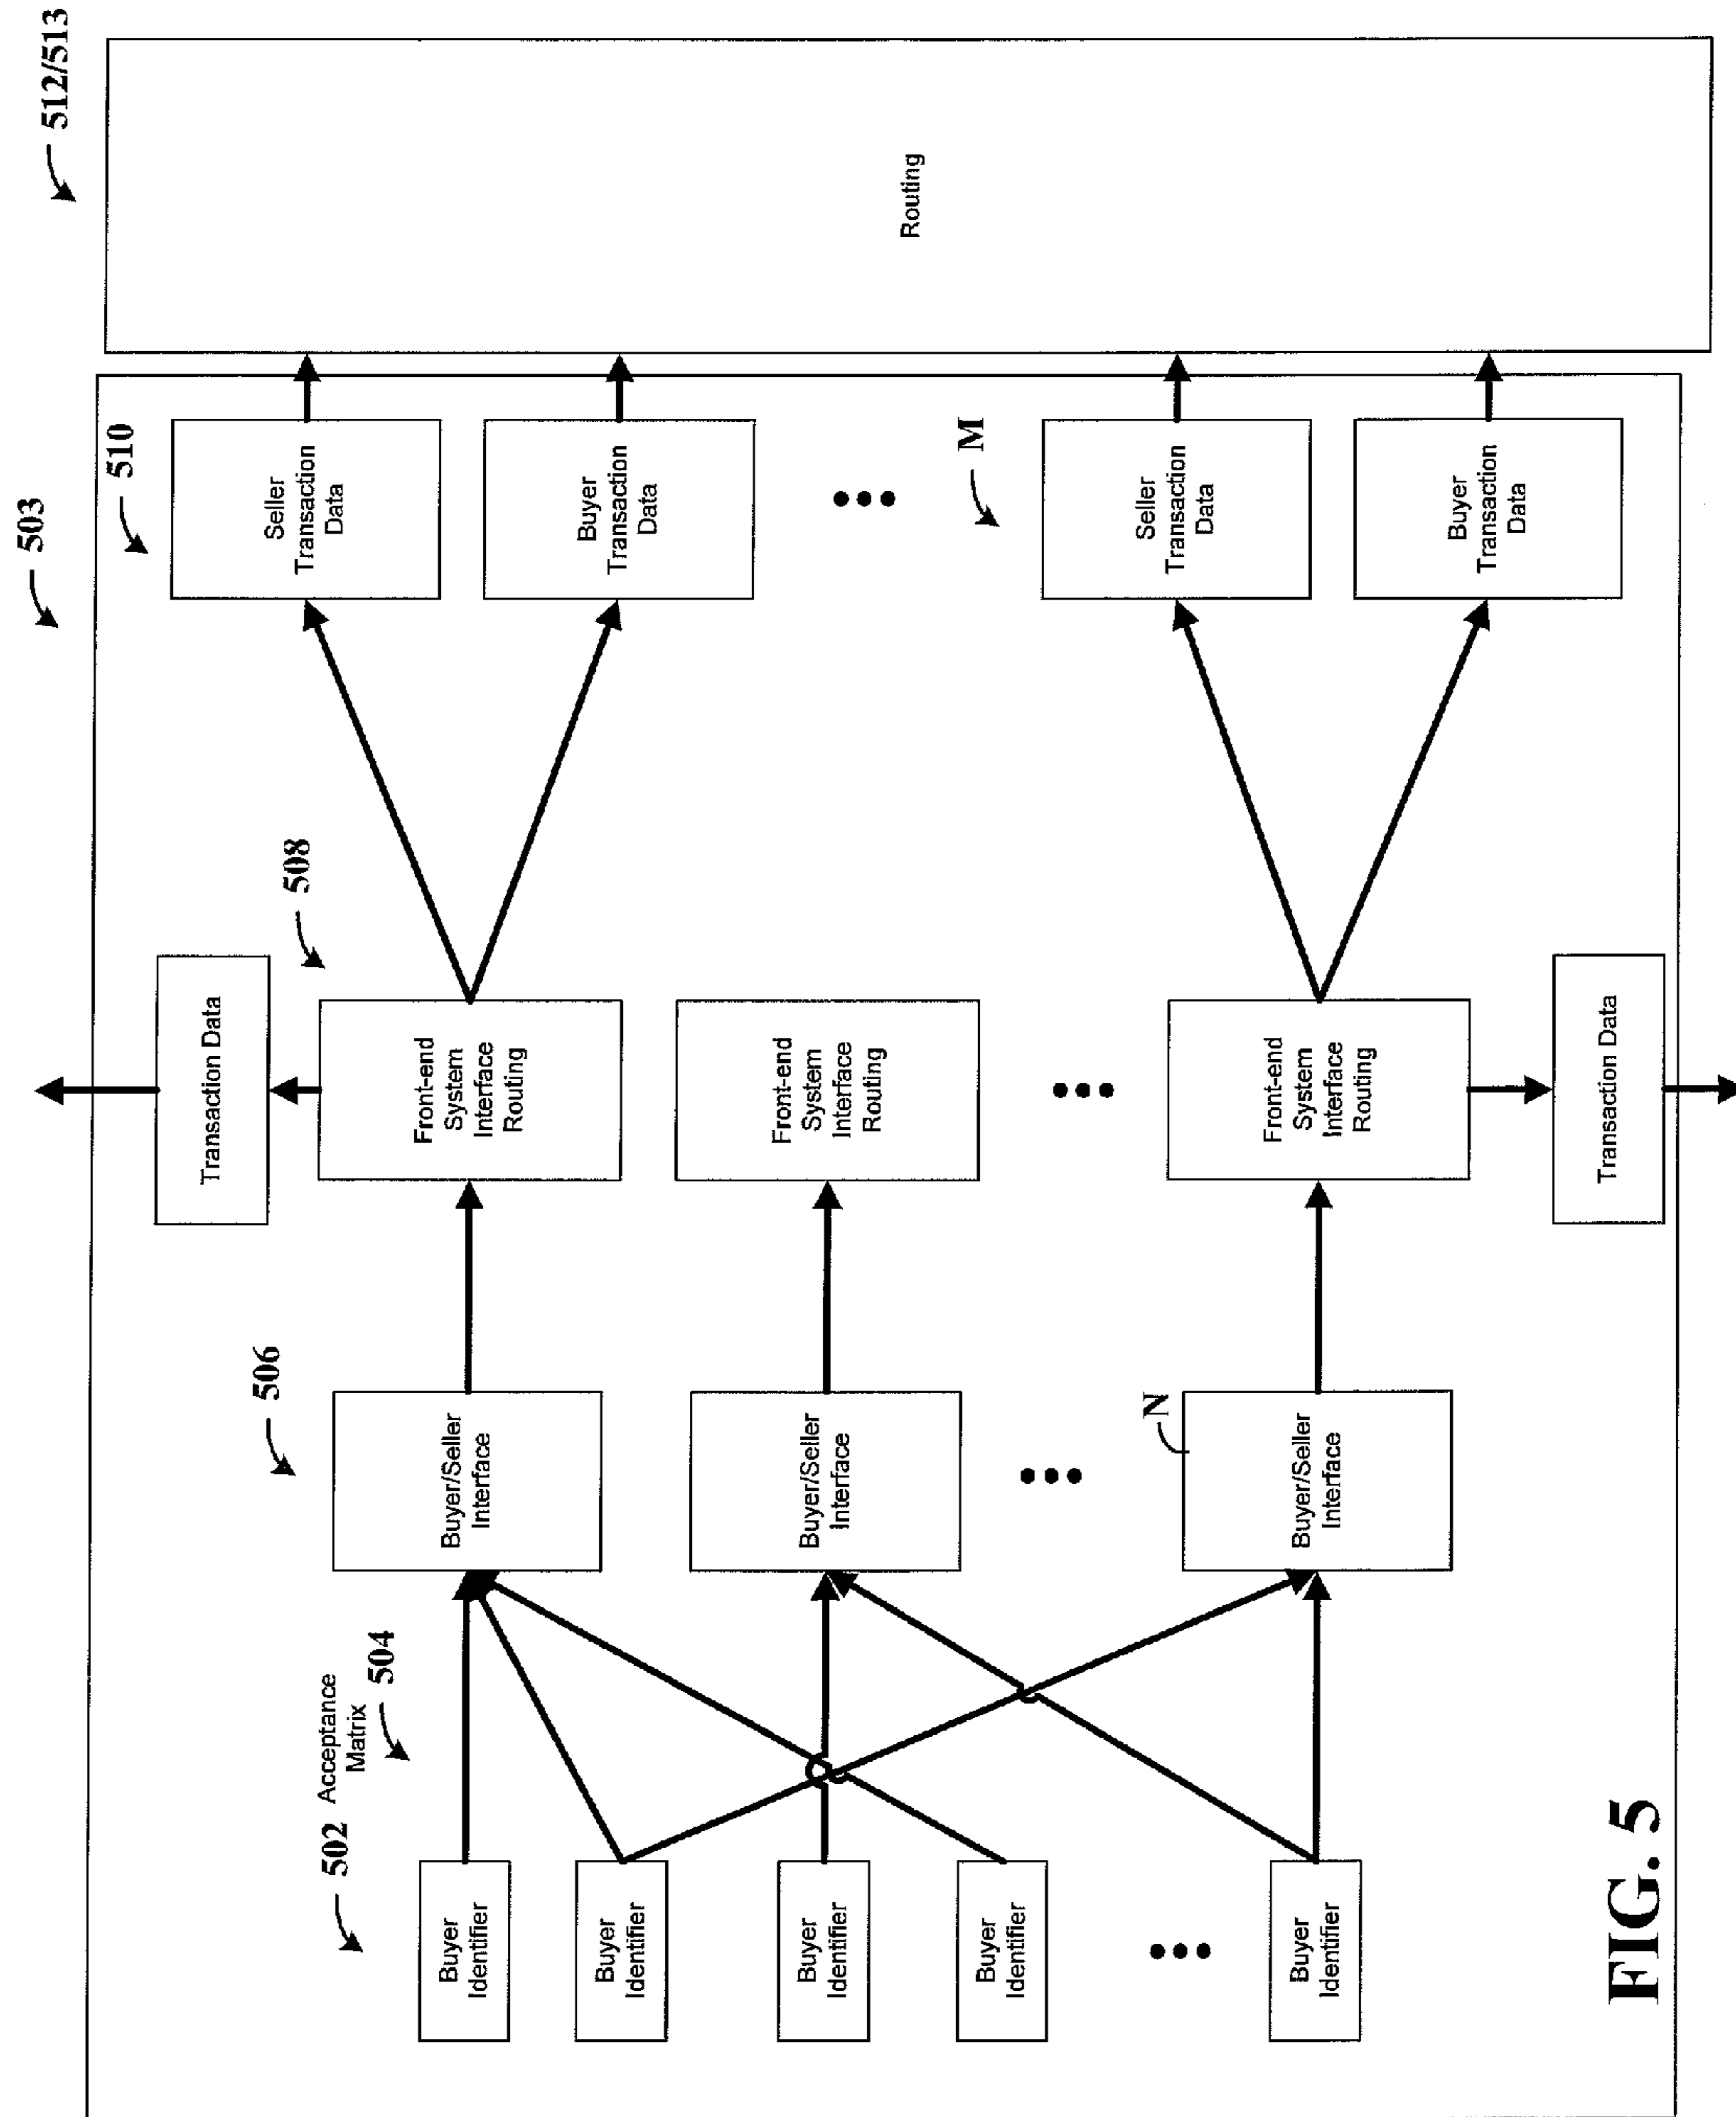 503
512/513
510
Seller
Transaction
Data
Buyer
Transaction
Data
M
Seller
Transaction
Data
Buyer
Transaction
Data
Routing
508
Transaction Data
Front-end
System
Interface
Routing
Front-end
System
Interface
Routing
Front-end
System
Interface
Routing
Transaction Data
506
Buyer/Seller
Interface
Buyer/Seller
Interface
N
Buyer/Seller
Interface
504
Acceptance
Matrix
502
Buyer
Identifier
Buyer
Identifier
Buyer
Identifier
Buyer
Identifier
Buyer
Identifier
FIG. 5